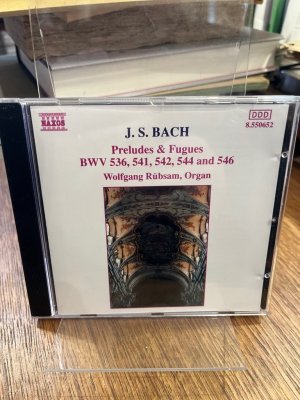 NAXOS
DDD
8.550652
J. S. BACH
Preludes & Fugues
BWV 536, 541, 542, 544 and 546
Wolfgang Rübsam, Organ